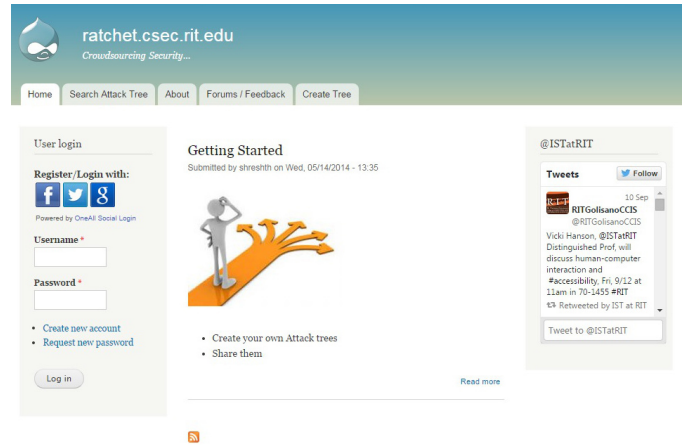 ratchet.csec.rit.edu
Crowdsourcing Security...
Home
Search Attack Tree
About
Forums / Feedback
Create Tree
User login
Register/Login with:
Powered by OneAll Social Login
Username *
Password *
Create new account
Request new password
Log in
Getting Started
Submitted by shreshth on Wed, 05/14/2014 - 13:35
Create your own Attack trees
Share them
Read more
@ISTatRIT
Tweets
Follow
10 Sep
RIT
RITGolisanoCCIS
@RITGolisanoCCIS
Vicki Hanson, @ISTatRIT
Distinguished Prof, will
discuss human-computer
interaction and
#accessibility, Fri, 9/12 at
11am in 70-1455 #RIT
Retweeted by IST at RIT
Tweet to @ISTatRIT